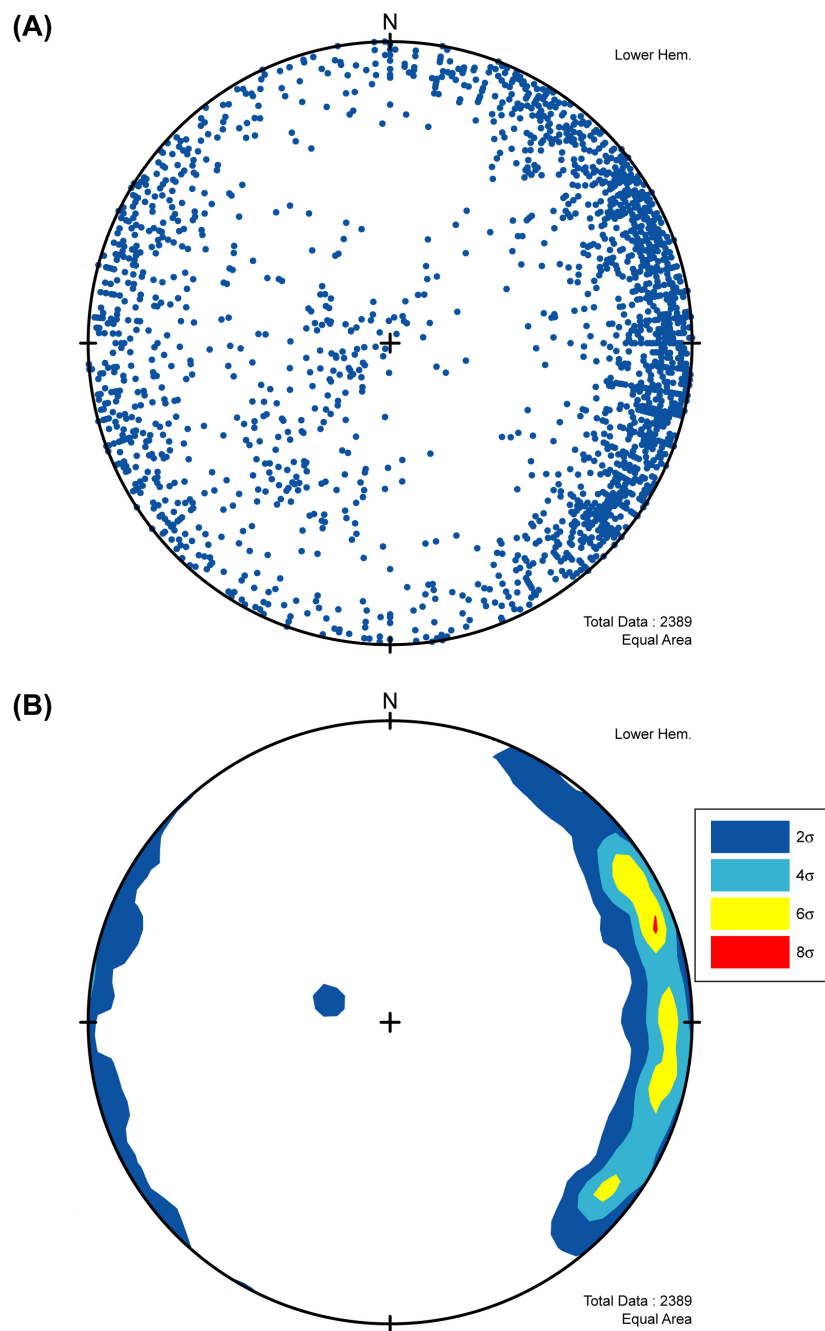 (A)
N
Lower Hem.
Total Data : 2389
Equal Area
(B)
N
Lower Hem.
2σ
4σ
6σ
8σ
Total Data : 2389
Equal Area